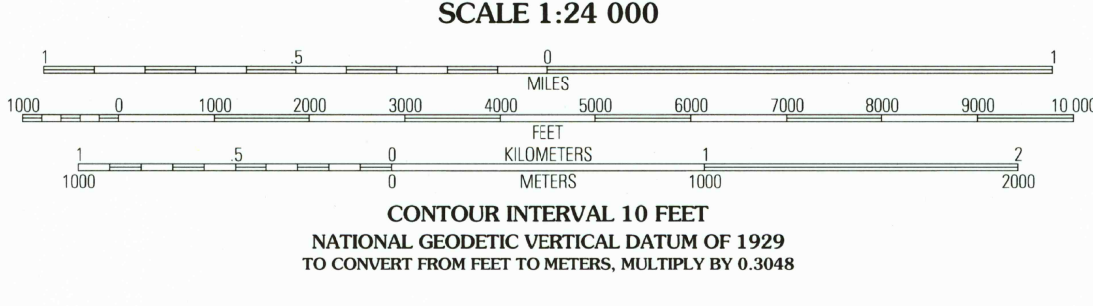 SCALE 1:24 000
1 .5 0 1
MILES
1000 0 1000 2000 3000 4000 5000 6000 7000 8000 9000 10 000
FEET
1 .5 0 KILOMETERS 1 2
1000 0 METERS 1000 2000
CONTOUR INTERVAL 10 FEET
NATIONAL GEODETIC VERTICAL DATUM OF 1929
TO CONVERT FROM FEET TO METERS, MULTIPLY BY 0.3048